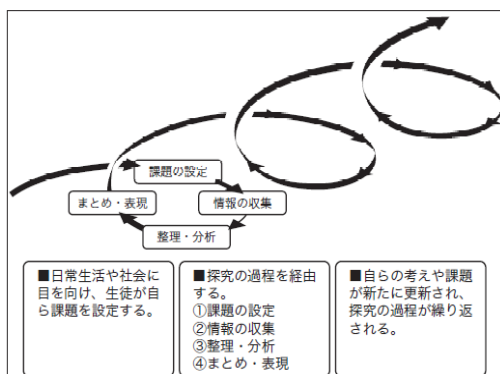 課題の設定
まとめ・表現
情報の収集
整理・分析
■日常生活や社会に
目を向け、生徒が自
ら課題を設定する。
■探究の過程を経由
する。
①課題の設定
②情報の収集
③整理・分析
④まとめ・表現
■自らの考えや課題
が新たに更新され、
探究の過程が繰り返
される。